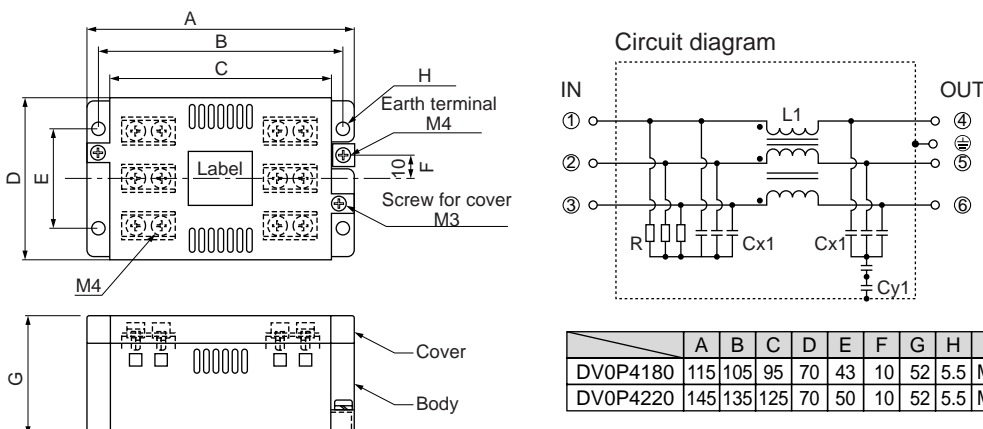 A
B
C
H
Earth terminal
M4
10
F
Label
D
E
Screw for cover
M3
M4
G
Cover
Body
Circuit diagram
IN
OUT
L1
① ④
② ⑤
③ ⑥
R
Cx1
Cx1
Cy1
A B C D E F G H
DV0P4180 115 105 95 70 43 10 52 5.5
DV0P4220 145 135 125 70 50 10 52 5.5